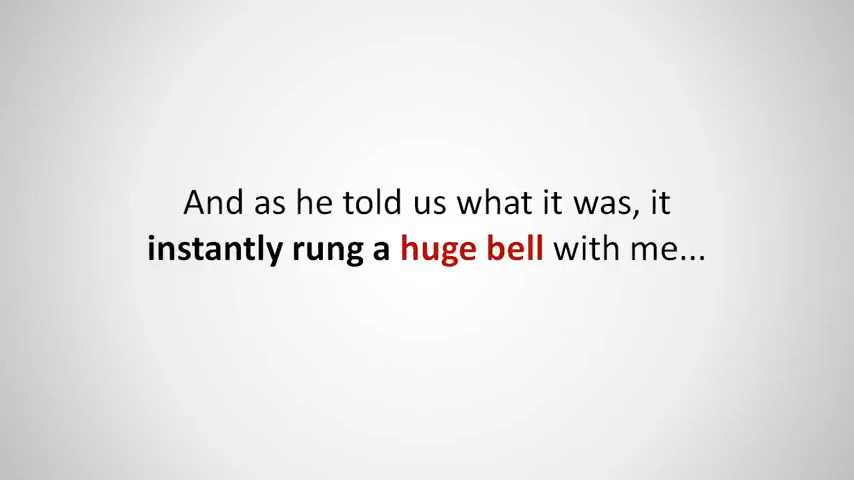 And as he told us what it was, it
instantly rung a huge bell with me...